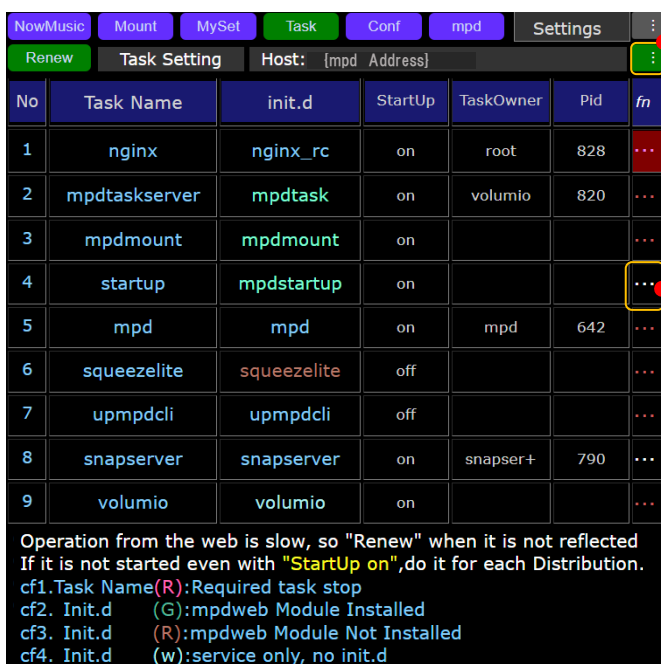 NowMusic Mount MySet Task Conf mpd Settings ⋮
Renew Task Setting Host: {mpd Address} ⋮
No Task Name init.d StartUp TaskOwner Pid fn
1 nginx nginx_rc on root 828 ...
2 mpdtaskserver mpdtask on volumio 820 ...
3 mpdmount mpdmount on ...
4 startup mpdstartup on ...
5 mpd mpd on mpd 642 ...
6 squeezelite squeezelite off ...
7 upmpdcli upmpdcli off ...
8 snapserver snapserver on snapser+ 790 ...
9 volumio volumio on ...
Operation from the web is slow, so "Renew" when it is not reflected
If it is not started even with "StartUp on",do it for each Distribution.
cf1.Task Name(R):Required task stop
cf2. Init.d (G):mpdweb Module Installed
cf3. Init.d (R):mpdweb Module Not Installed
cf4. Init.d (w):service only, no init.d